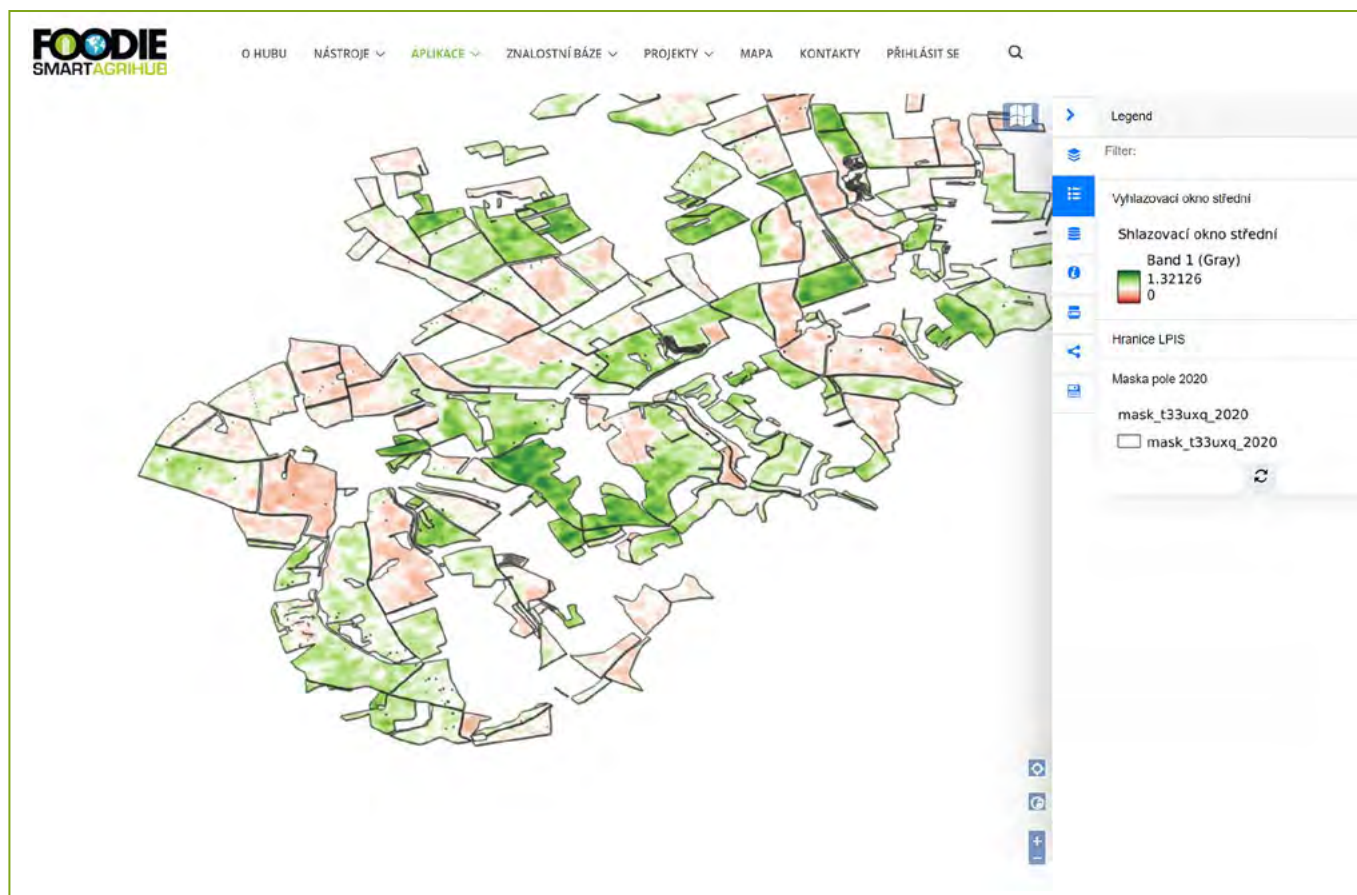 FOODIE
SMARTAGRIHUB
O HUBU NÁSTROJE APLIKACE ZNALOSTNÍ BÁZE PROJEKTY MAPA KONTAKTY PŘIHLÁSIT SE
Legend
Filter:
Vyhlazovací okno střední
Shlazovací okno střední
Band 1 (Gray)
1.32126
0
Hranice LPIS
Maska pole 2020
mask_t33uxq_2020
mask_t33uxq_2020